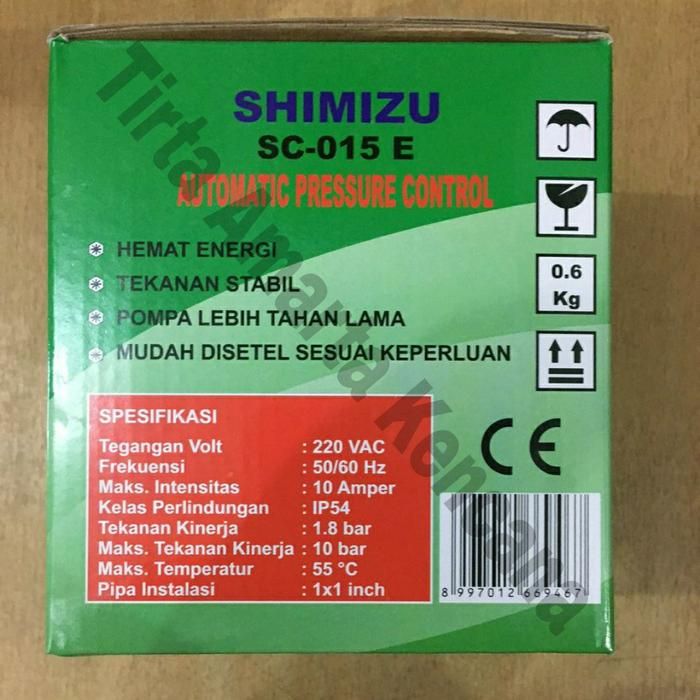 SHIMIZU
SC-015 E
AUTOMATIC PRESSURE CONTROL
HEMAT ENERGI
TEKANAN STABIL
POMPA LEBIH TAHAN LAMA
MUDAH DISETEL SESUAI KEPERLUAN
0.6
Kg
SPESIFIKASI
Tegangan Volt : 220 VAC
Frekuensi : 50/60 Hz
Maks. Intensitas : 10 Amper
Kelas Perlindungan : IP54
Tekanan Kinerja : 1.8 bar
Maks. Tekanan Kinerja : 10 bar
Maks. Temperatur : 55 °C
Pipa Instalasi : 1x1 inch
CE
8 997012 669467
Tirta Amarta Kencana